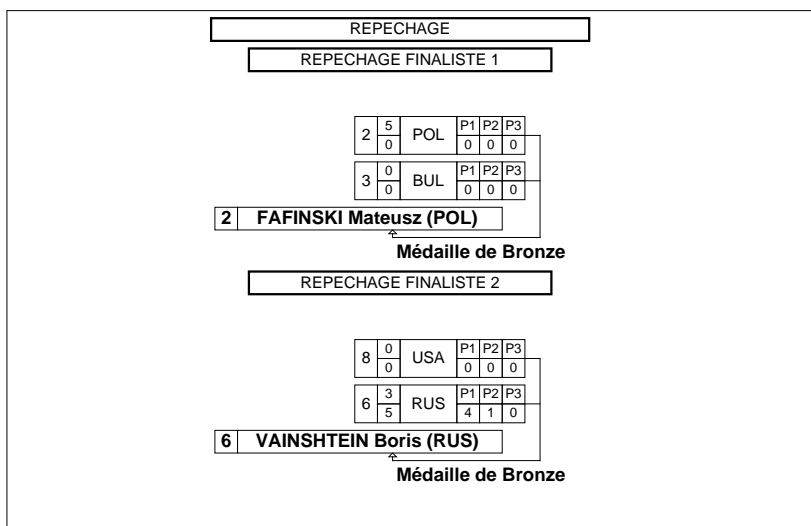 REPECHAGE
REPECHAGE FINALISTE 1
2 5 POL P1 P2 P3
0 0 0 0
3 0 BUL P1 P2 P3
0 0 0 0
2 FAFINSKI Mateusz (POL)
Médaille de Bronze
REPECHAGE FINALISTE 2
8 0 USA P1 P2 P3
0 0 0 0
6 3 RUS P1 P2 P3
5 4 1 0
6 VAINSHTEIN Boris (RUS)
Médaille de Bronze